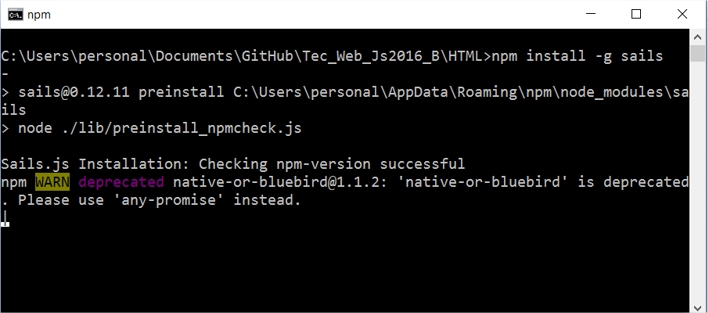 npm
C:\Users\personal\Documents\GitHub\Tec_Web_Js2016_B\HTML>npm install -g sails
-
> sails@0.12.11 preinstall C:\Users\personal\AppData\Roaming\npm\node_modules\sa
ils
> node ./lib/preinstall_npmcheck.js
Sails.js Installation: Checking npm-version successful
npm WARN deprecated native-or-bluebird@1.1.2: 'native-or-bluebird' is deprecated
. Please use 'any-promise' instead.
|